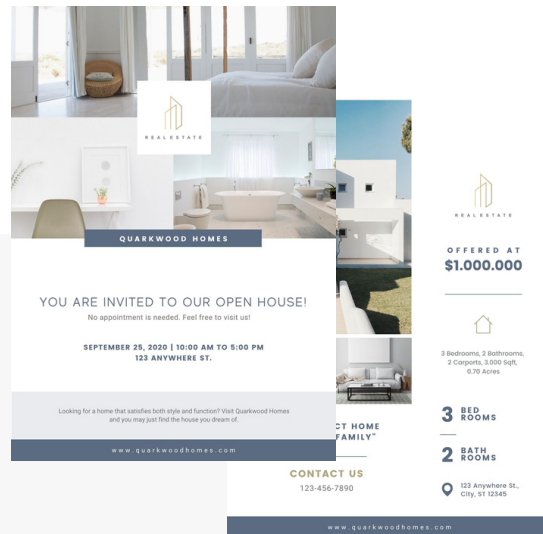 REALESTATE
QUARKWOOD HOMES
YOU ARE INVITED TO OUR OPEN HOUSE!
No appointment is needed. Feel free to visit us!
SEPTEMBER 25, 2020 | 10:00 AM TO 5:00 PM
123 ANYWHERE ST.
Looking for a home that satisfies both style and function? Visit Quarkwood Homes
and you may just find the house you dream of.
www.quarkwoodhomes.com
CT HOME
FAMILY"
CONTACT US
123-456-7890
REALESTATE
OFFERED AT
$1.000.000
3 Bedrooms, 2 Bathrooms,
2 Carports, 3.000 Sqft,
0.70 Acres
3 BED
ROOMS
2 BATH
ROOMS
123 Anywhere St.,
City, ST 12345
www.quarkwoodhomes.com